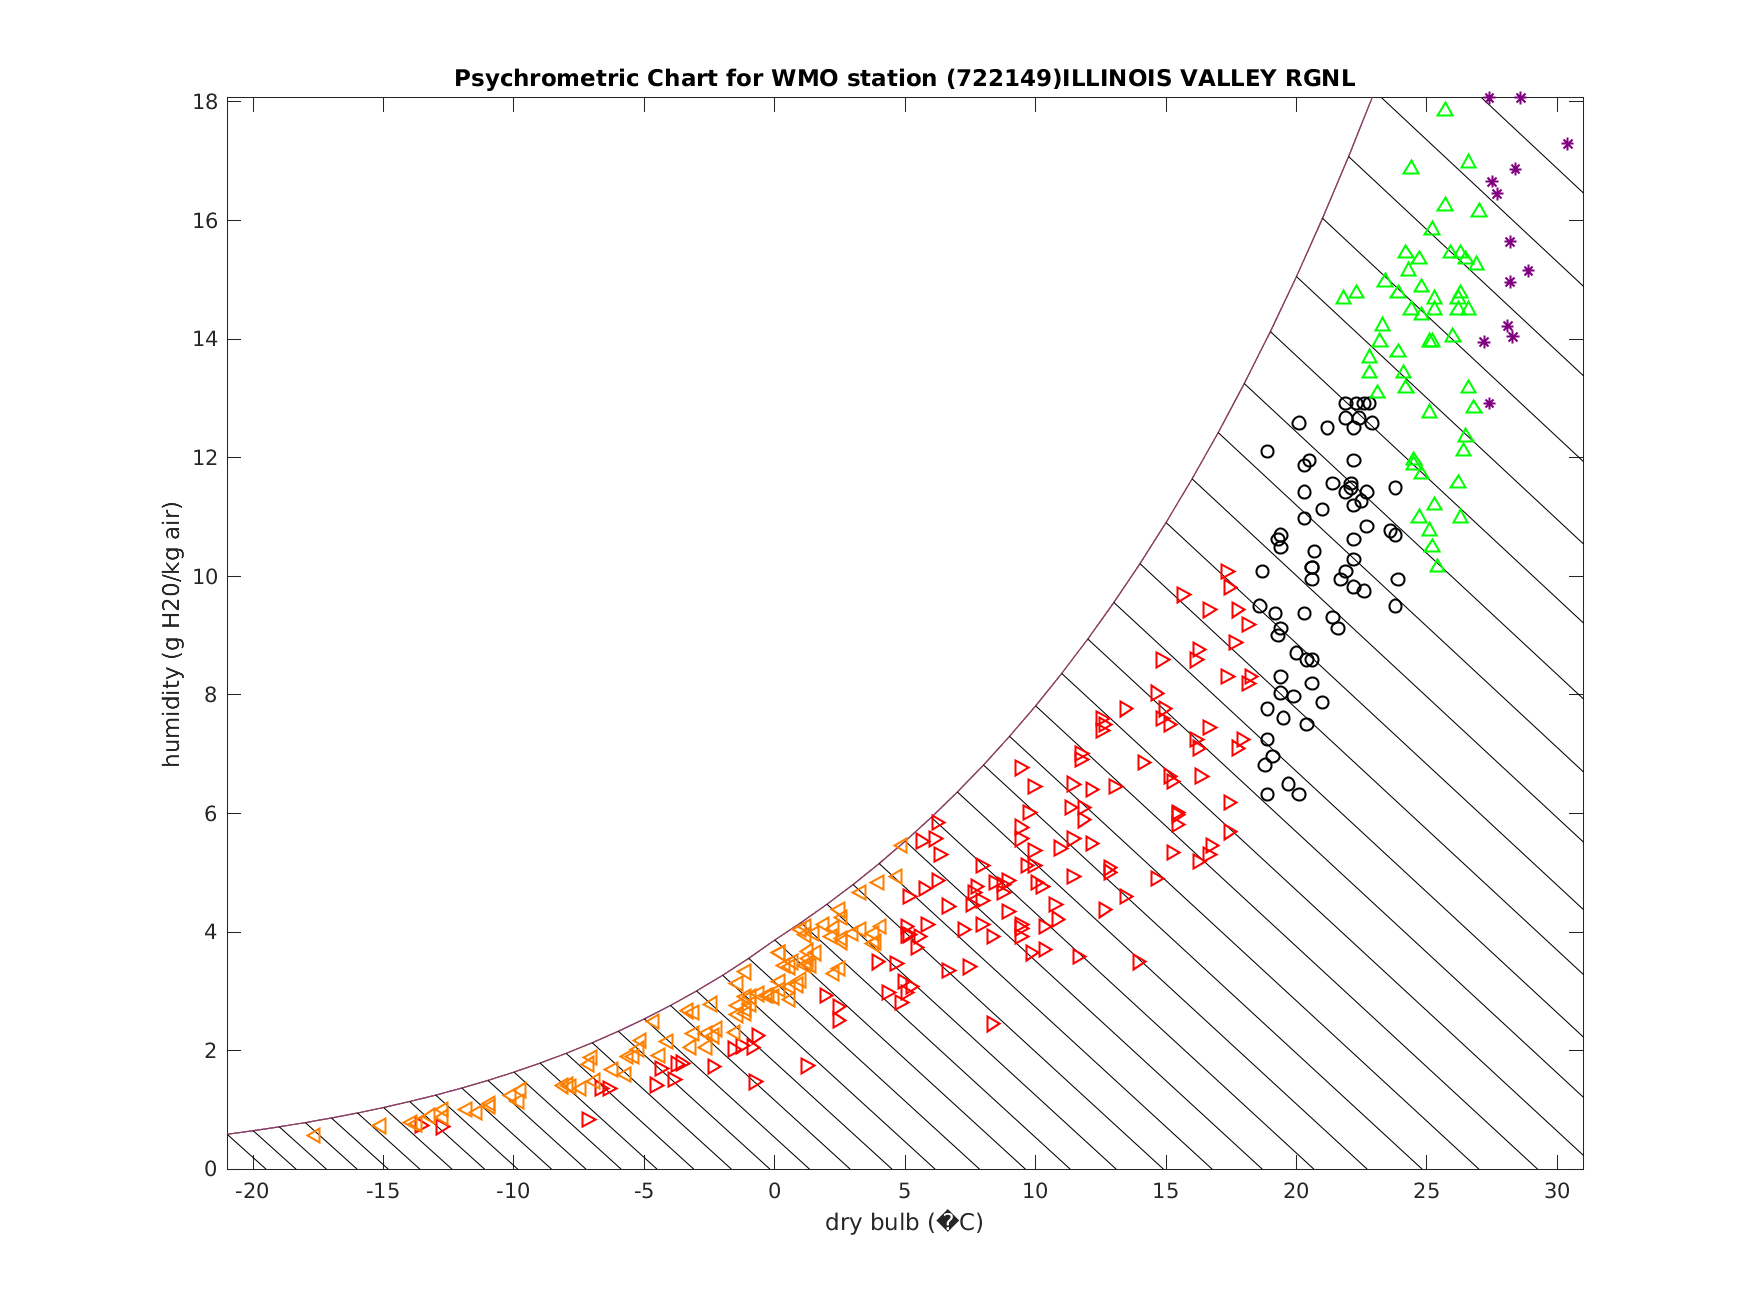 Psychrometric Chart for WMO station (722149)ILLINOIS VALLEY RGNL
humidity (g H20/kg air)
18
16
14
12
10
8
6
4
2
0
-20 -15 -10 -5 0 5 10 15 20 25 30
dry bulb (�C)